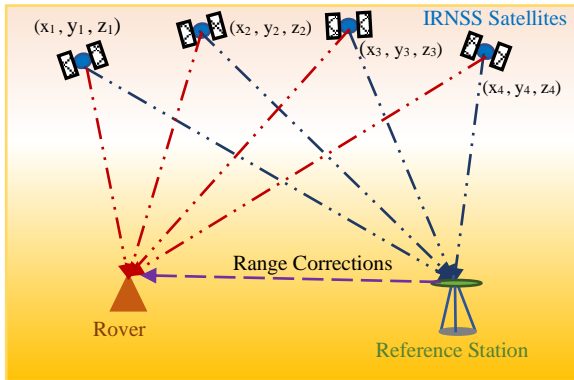 IRNSS Satellites
(x₁ , y₁ , z₁)
(x₂ , y₂ , z₂)
(x₃ , y₃ , z₃)
(x₄ , y₄ , z₄)
Range Corrections
Rover
Reference Station